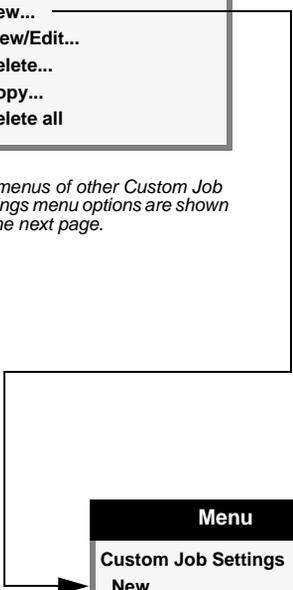 ew...
ew/Edit...
elete...
opy...
elete all
menus of other Custom Job
ngs menu options are shown
he next page.
Menu
Custom Job Settings
New